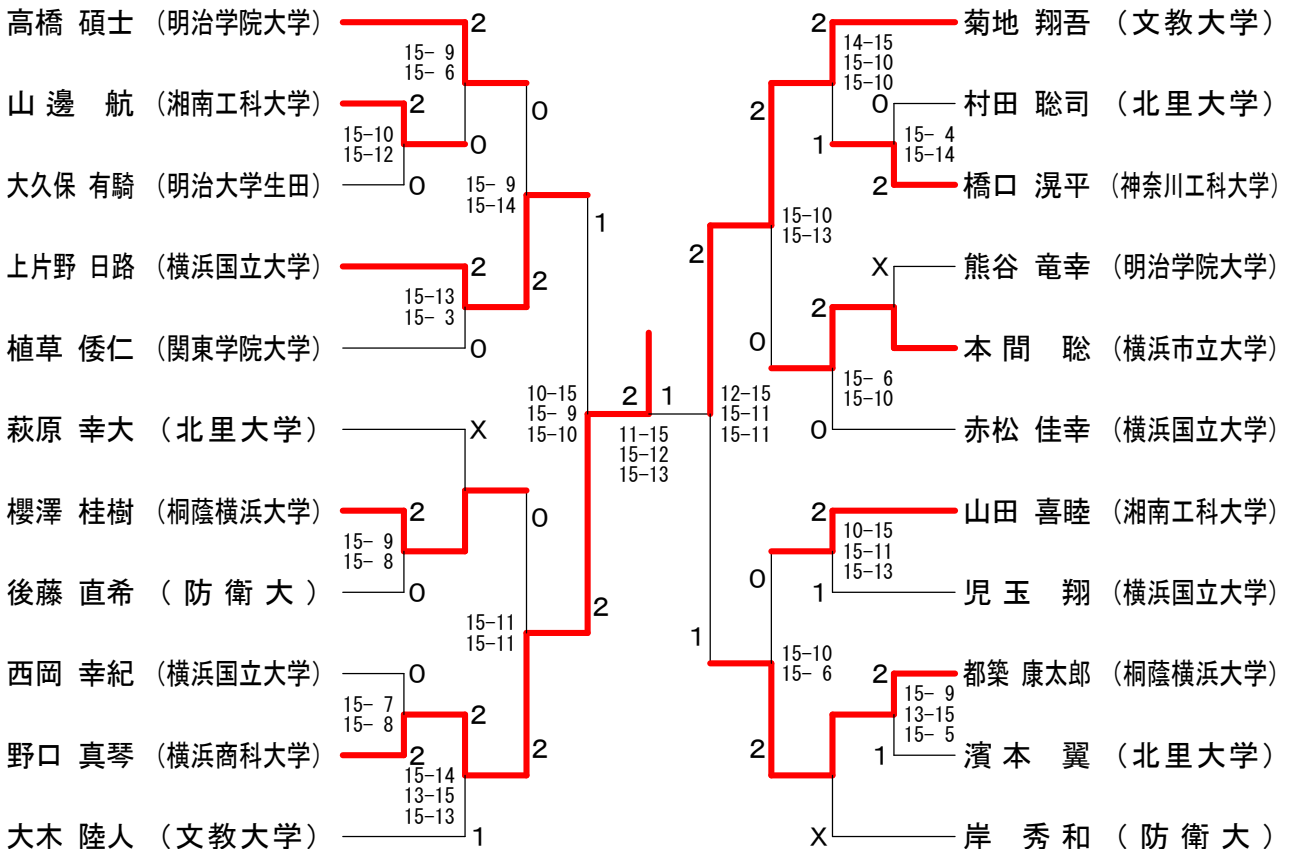 高橋 碩士 (明治学院大学) 2
15- 9
15- 6
山邊 航 (湘南工科大学) 2
0
15-10
15-12
0
大久保 有騎 (明治大学生田) 0
15- 9
15-14
1
上片野 日路 (横浜国立大学) 2
2
15-13
15- 3
植草 倭仁 (関東学院大学) 0
10-15
15- 9
15-10
萩原 幸大 (北里大学) X
櫻澤 桂樹 (桐蔭横浜大学) 2
0
15- 9
15- 8
後藤 直希 (防衛大) 0
2
15-11
15-11
西岡 幸紀 (横浜国立大学) 0
15- 7
15- 8
2
野口 真琴 (横浜商科大学) 2
2
15-14
13-15
15-13
大木 陸人 (文教大学) 1
2 1
11-15
15-12
15-13
2 菊地 翔吾 (文教大学)
14-15
15-10
15-10
2
0 村田 聡司 (北里大学)
1
15- 4
15-14
2 橋口 滉平 (神奈川工科大学)
15-10
15-13
2
X 熊谷 竜幸 (明治学院大学)
2
0
本間 聡 (横浜市立大学)
15- 6
15-10
12-15
15-11
15-11
0 赤松 佳幸 (横浜国立大学)
2 山田 喜睦 (湘南工科大学)
10-15
15-11
15-13
0
1 児玉 翔 (横浜国立大学)
1
15-10
15- 6
2 都築 康太郎 (桐蔭横浜大学)
15- 9
13-15
15- 5
2
1 濱本 翼 (北里大学)
X 岸 秀和 (防衛大)